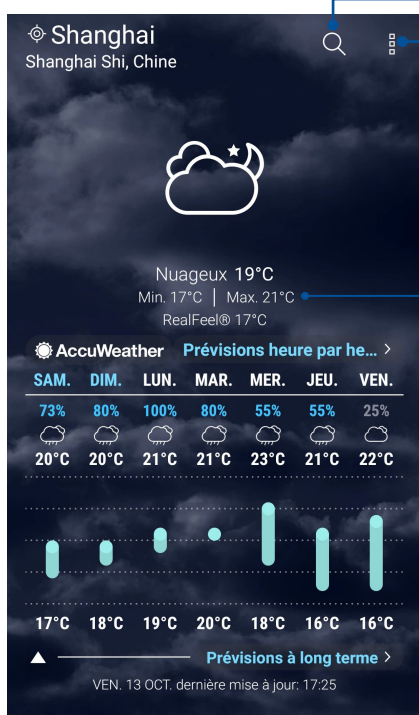 Shanghai
Shanghai Shi, Chine
Nuageux 19°C
Min. 17°C | Max. 21°C
RealFeel® 17°C
AccuWeather Prévisions heure par he... >
SAM. DIM. LUN. MAR. MER. JEU. VEN.
73% 80% 100% 80% 55% 55% 25%
20°C 20°C 21°C 21°C 23°C 21°C 22°C
17°C 18°C 19°C 20°C 18°C 16°C 16°C
Prévisions à long terme >
VEN. 13 OCT. dernière mise à jour: 17:25